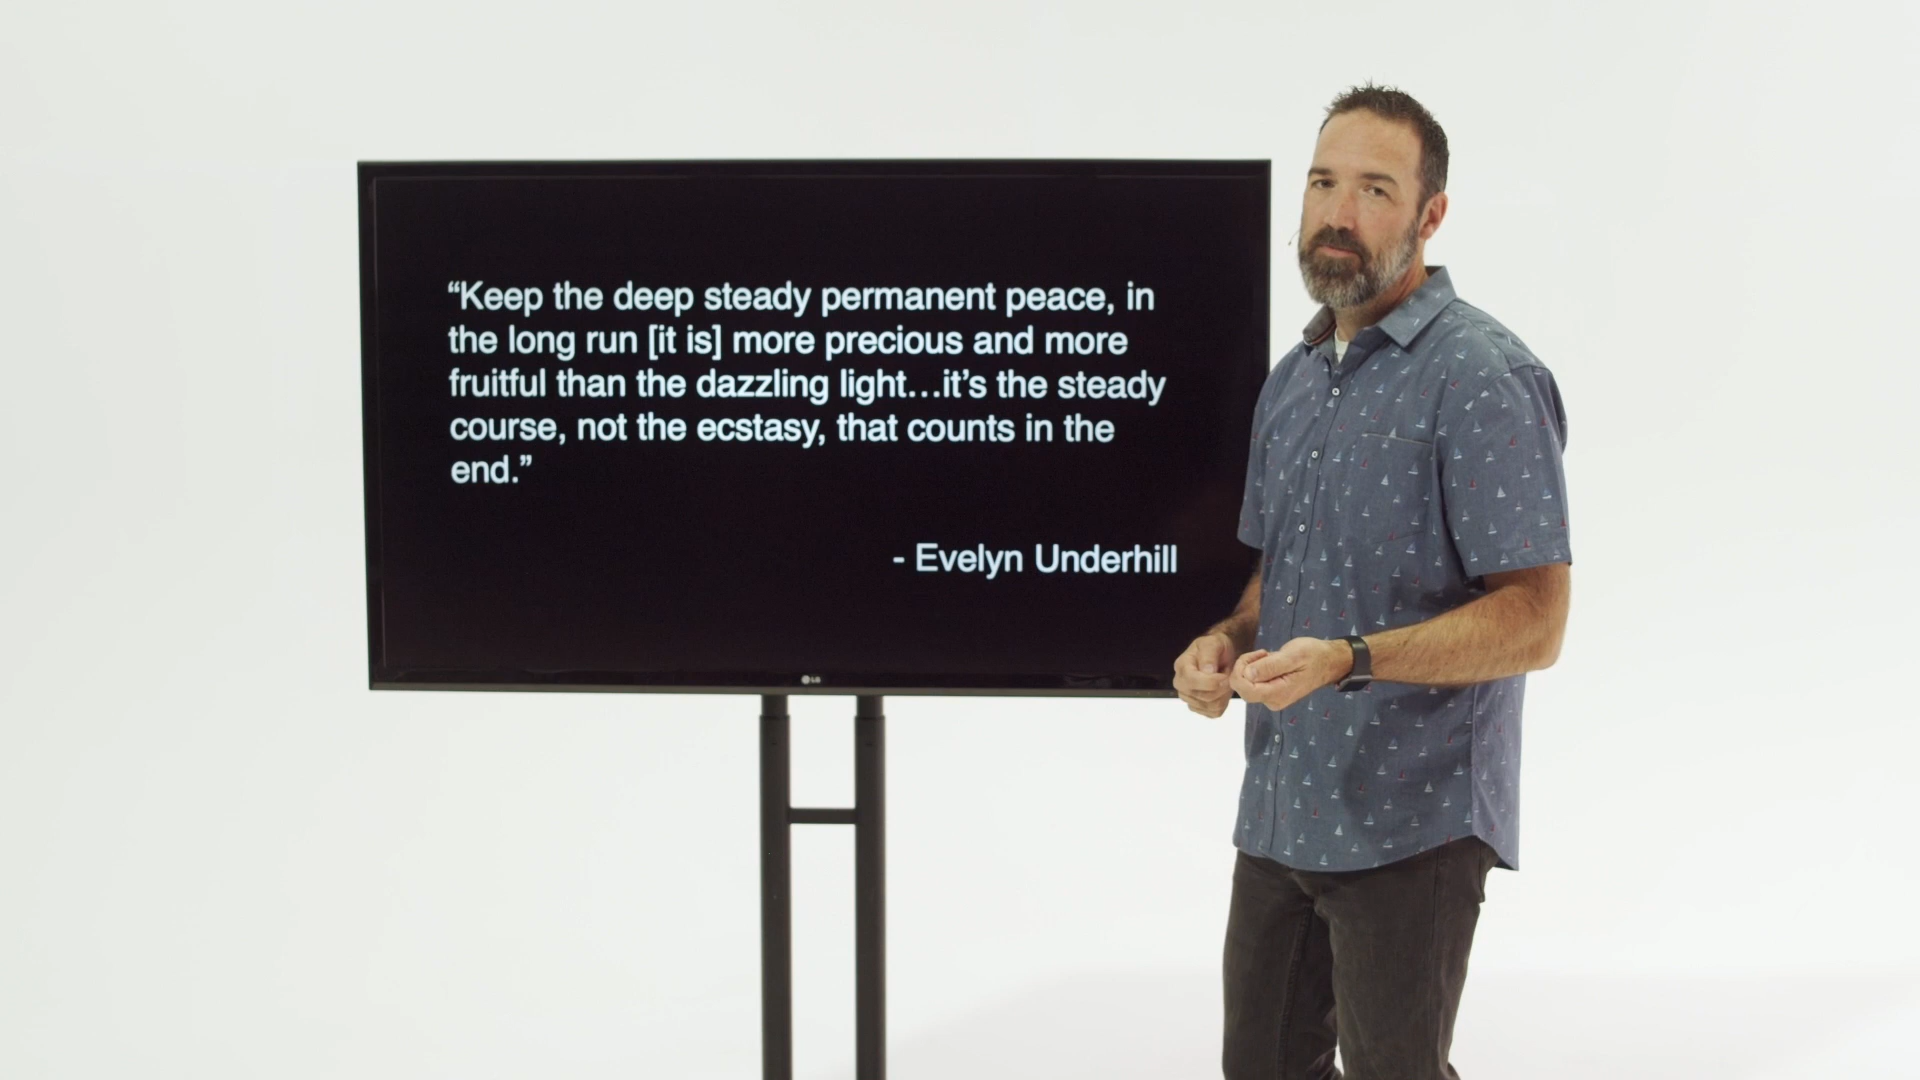 “Keep the deep steady permanent peace, in
the long run [it is] more precious and more
fruitful than the dazzling light…it’s the steady
course, not the ecstasy, that counts in the
end.”
- Evelyn Underhill
LG